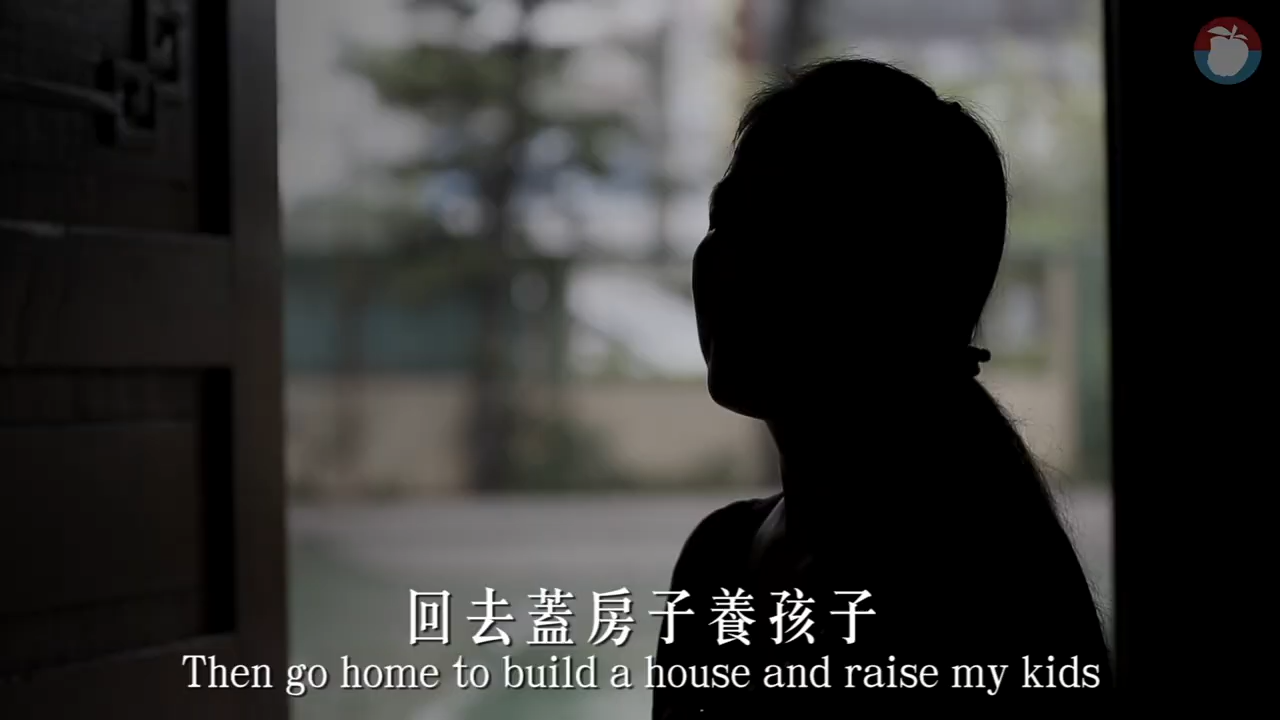 回去蓋房子養孩子
Then go home to build a house and raise my kids